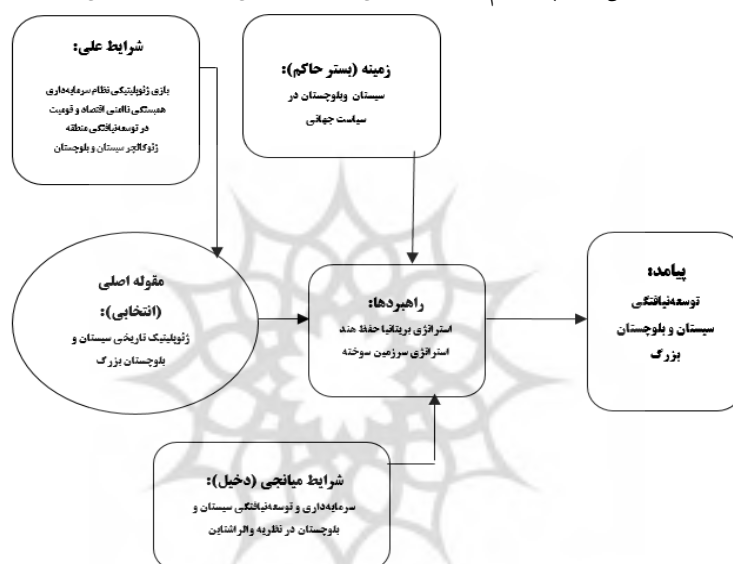 شرایط علی:
بازی ژئوپلیتیکی نظام سرمایه‌داری
همبستگی ناامنی اقتصاد و قومیت
در توسعه‌نیافتگی منطقه
ژئوکالچر سیستان و بلوچستان
زمینه (بستر حاکم):
سیستان وبلوچستان در
سیاست جهانی
مقوله اصلی
(انتخابی):
ژئوپلیتیک تاریخی سیستان و
بلوچستان بزرگ
راهبردها:
استراتژی بریتانیا حفظ هند
استراتژی سرزمین سوخته
پیامد:
توسعه‌نیافتگی
سیستان و بلوچستان
بزرگ
شرایط میانجی (دخیل):
سرمایه‌داری و توسعه‌نیافتگی سیستان و
بلوچستان در نظریه والراشتاین